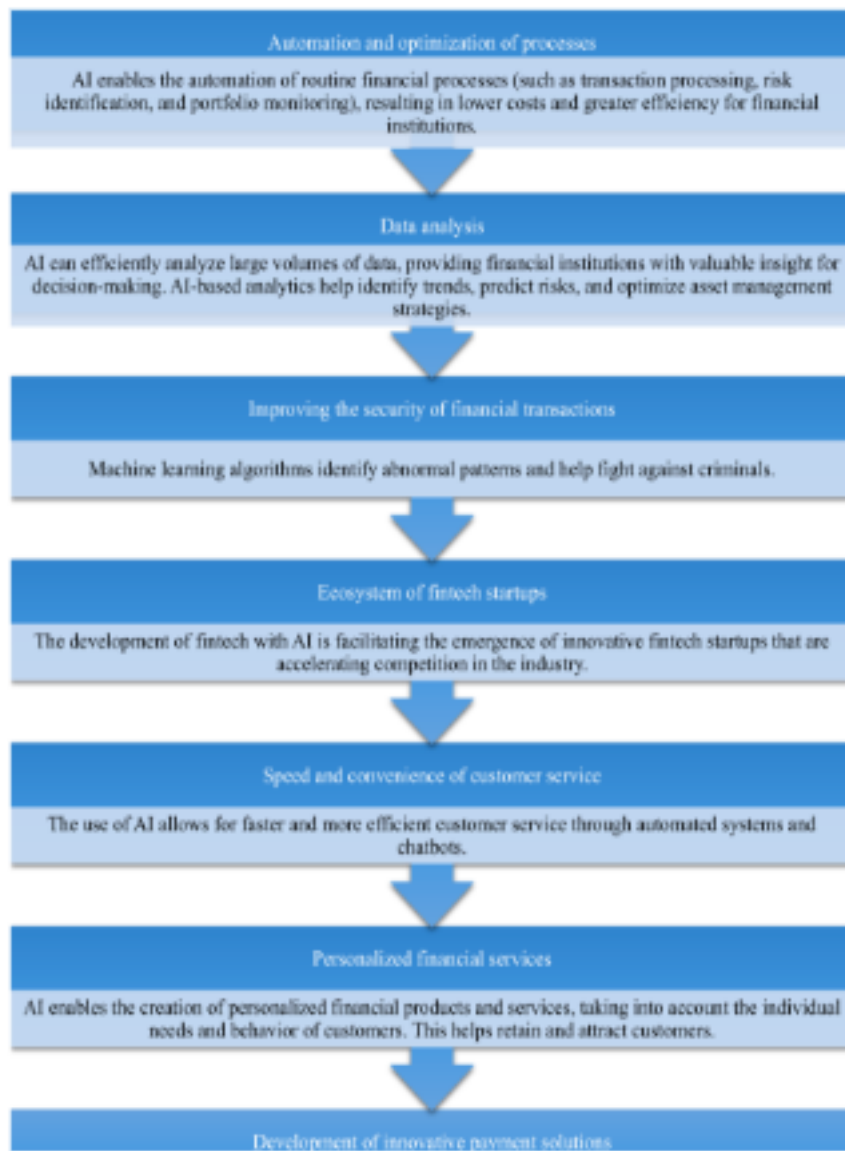 Automation and optimization of processes
AI enables the automation of routine financial processes (such as transaction processing, risk
identification, and portfolio monitoring), resulting in lower costs and greater efficiency for financial
institutions.
Data analysis
AI can efficiently analyze large volumes of data, providing financial institutions with valuable insight for
decision-making. AI-based analytics help identify trends, predict risks, and optimize asset management
strategies.
Improving the security of financial transactions
Machine learning algorithms identify abnormal patterns and help fight against criminals.
Ecosystem of fintech startups
The development of fintech with AI is facilitating the emergence of innovative fintech startups that are
accelerating competition in the industry.
Speed and convenience of customer service
The use of AI allows for faster and more efficient customer service through automated systems and
chatbots.
Personalized financial services
AI enables the creation of personalized financial products and services, taking into account the individual
needs and behavior of customers. This helps retain and attract customers.
Development of innovative payment solutions